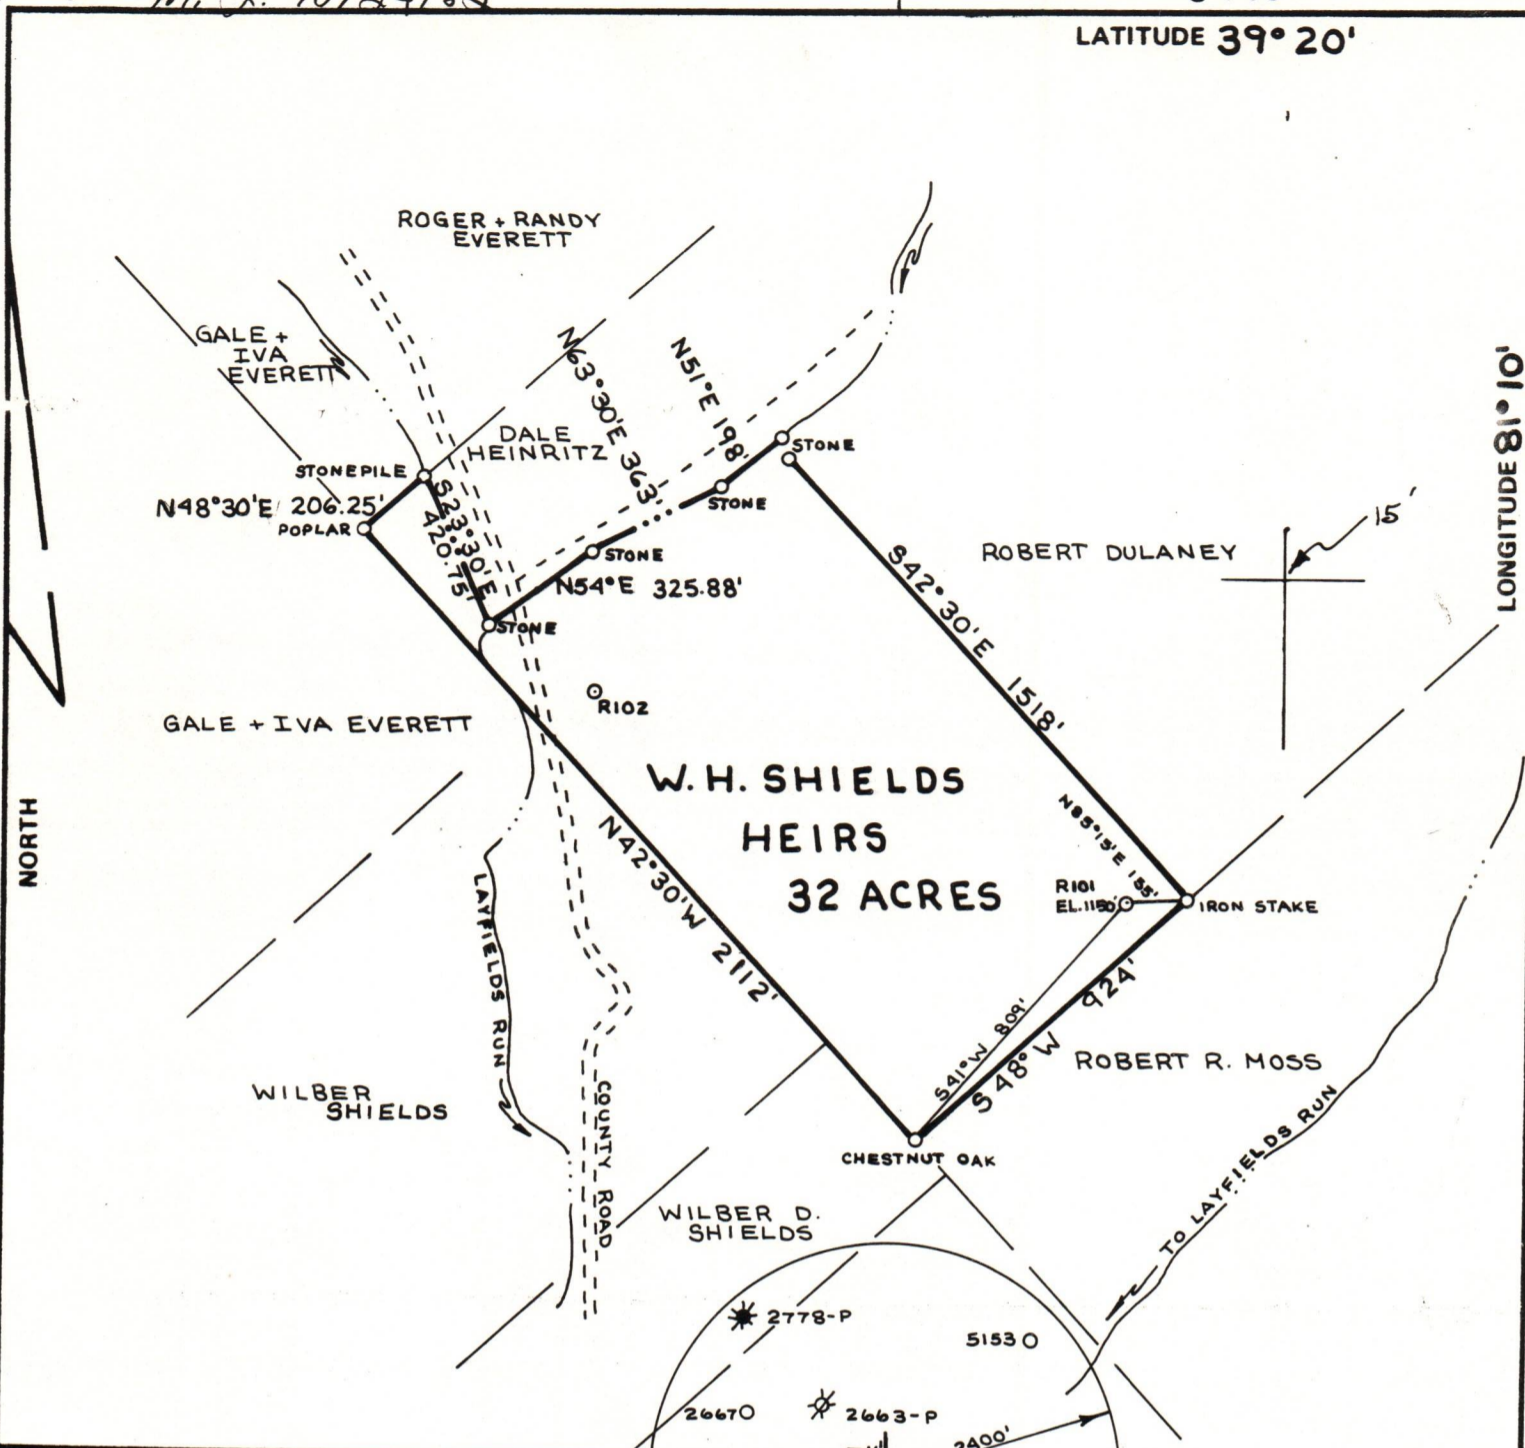 LATITUDE 39° 20'
ROGER + RANDY
EVERETT
GALE +
IVA
EVERETT
N63°30'E 363'
N51°E 198'
LONGITUDE 81° 10'
DALE
HEINRITZ
STONE
STONEPILE
N48°30'E 206.25'
POPLAR
S23°30'E
420.75'
STONE
15'
STONE
ROBERT DULANEY
S42°30'E 1518'
N54°E 325.88'
STONE
R102
GALE + IVA EVERETT
W.H. SHIELDS
HEIRS
32 ACRES
NORTH
N85°15'E 155'
R101
EL.1150'
IRON STAKE
N42°30'W 2112'
LAYFIELDS RUN
S41°W 809'
S48°W 924'
ROBERT R. MOSS
WILBER
SHIELDS
COUNTY ROAD
CHESTNUT OAK
TO LAYFIELDS RUN
WILBER D.
SHIELDS
2778-P
5153
2667
2663-P
2400'